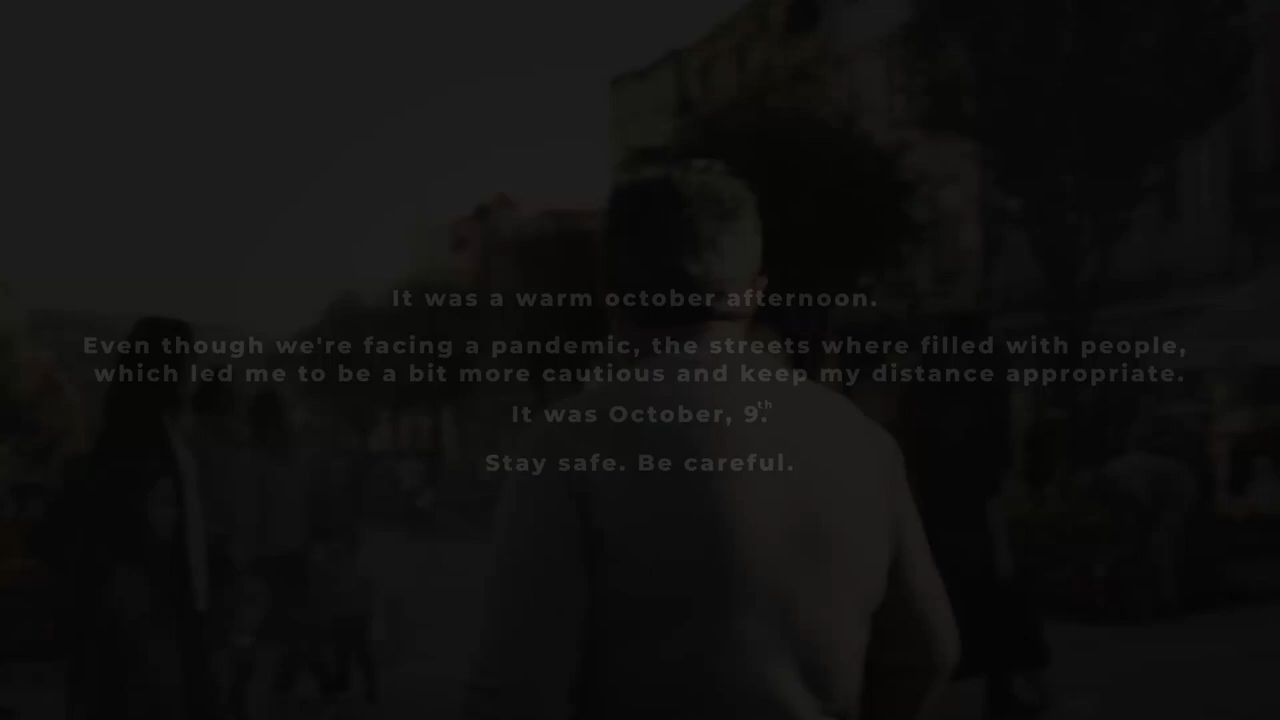 It was a warm october afternoon.
Even though we're facing a pandemic, the streets where filled with people,
which led me to be a bit more cautious and keep my distance appropriate.
It was October, 9th.
Stay safe. Be careful.